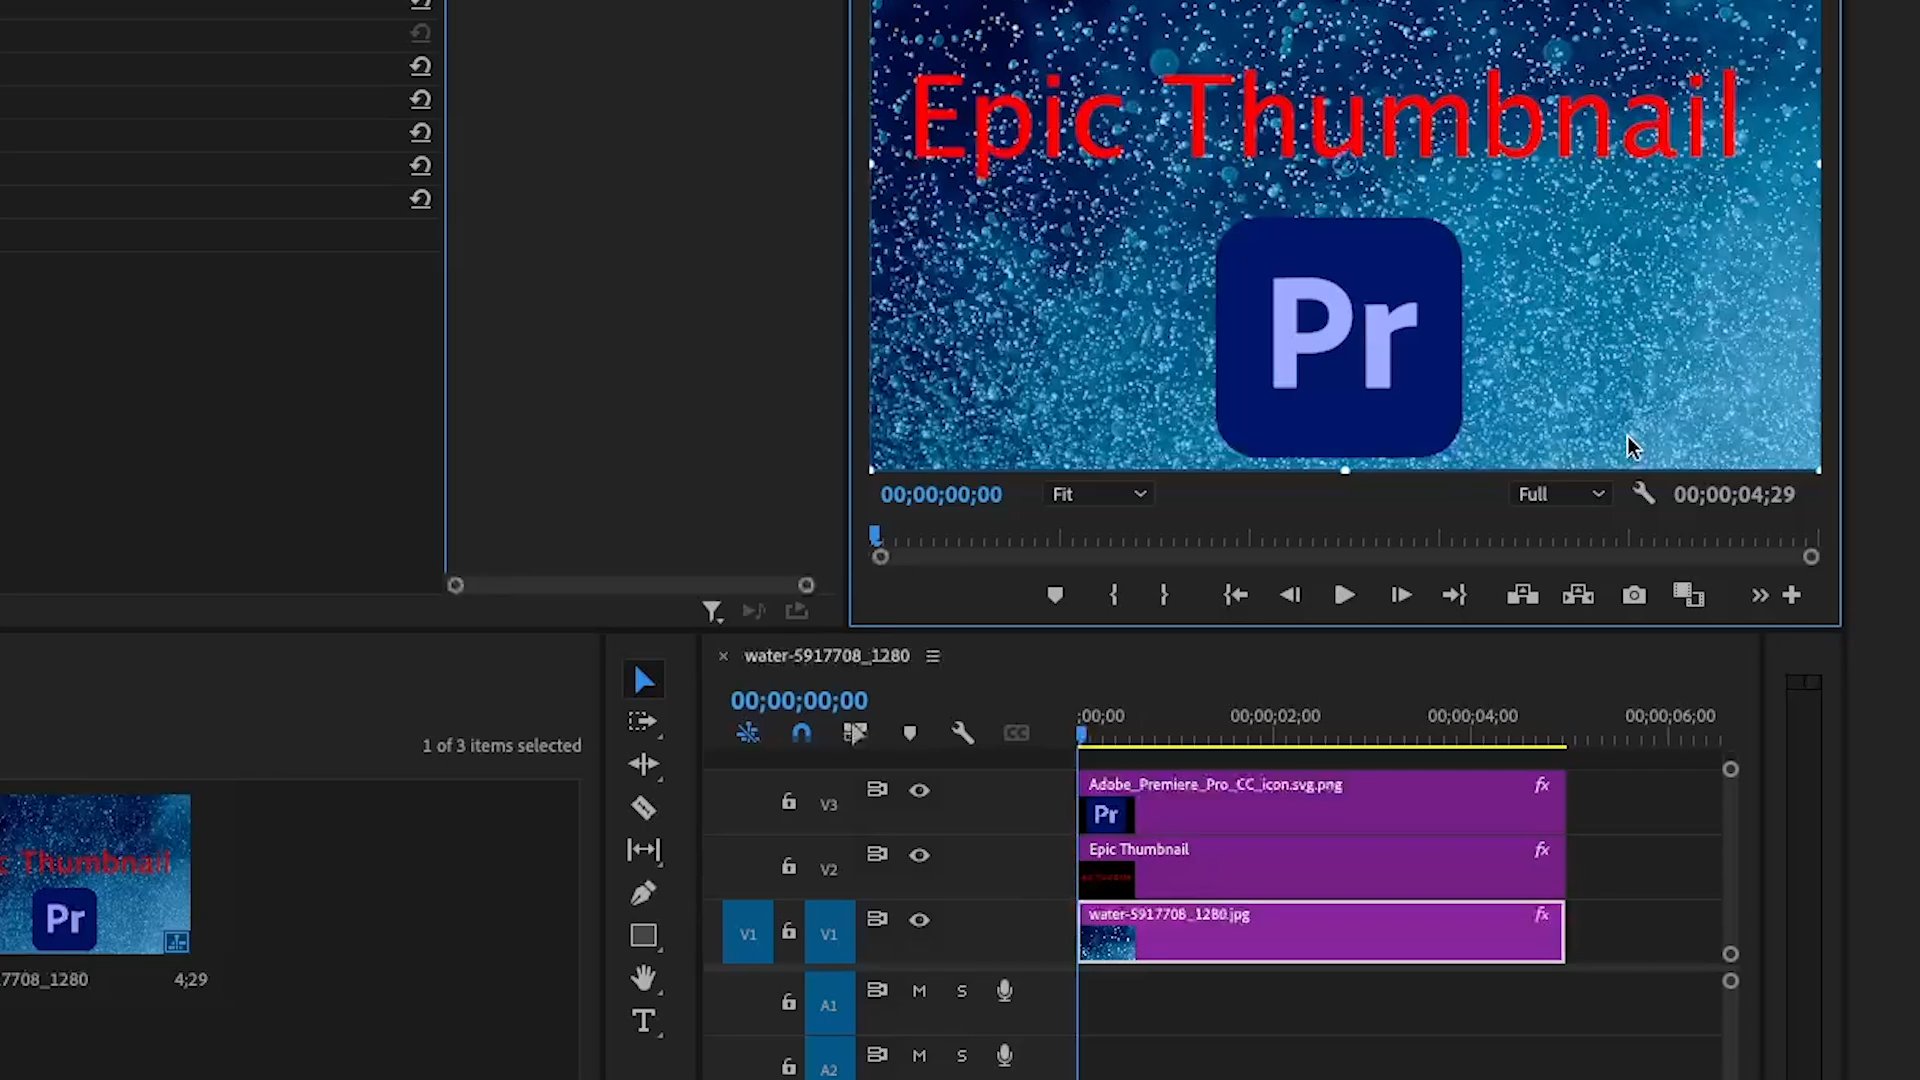 Epic Thumbnail
Pr
00;00;00;00
Fit
Full
00;00;04;29
water-5917708_1280
00;00;00;00
;00;00
00;00;02;00
00;00;04;00
00;00;06;00
CC
1 of 3 items selected
Thumbnail
Pr
7708_1280
4;29
V3
Adobe_Premiere_Pro_CC_icon.svg.png
fx
Pr
V2
Epic Thumbnail
fx
V1
V1
water-5917708_1280.jpg
fx
A1
M
S
A2
M
S
T